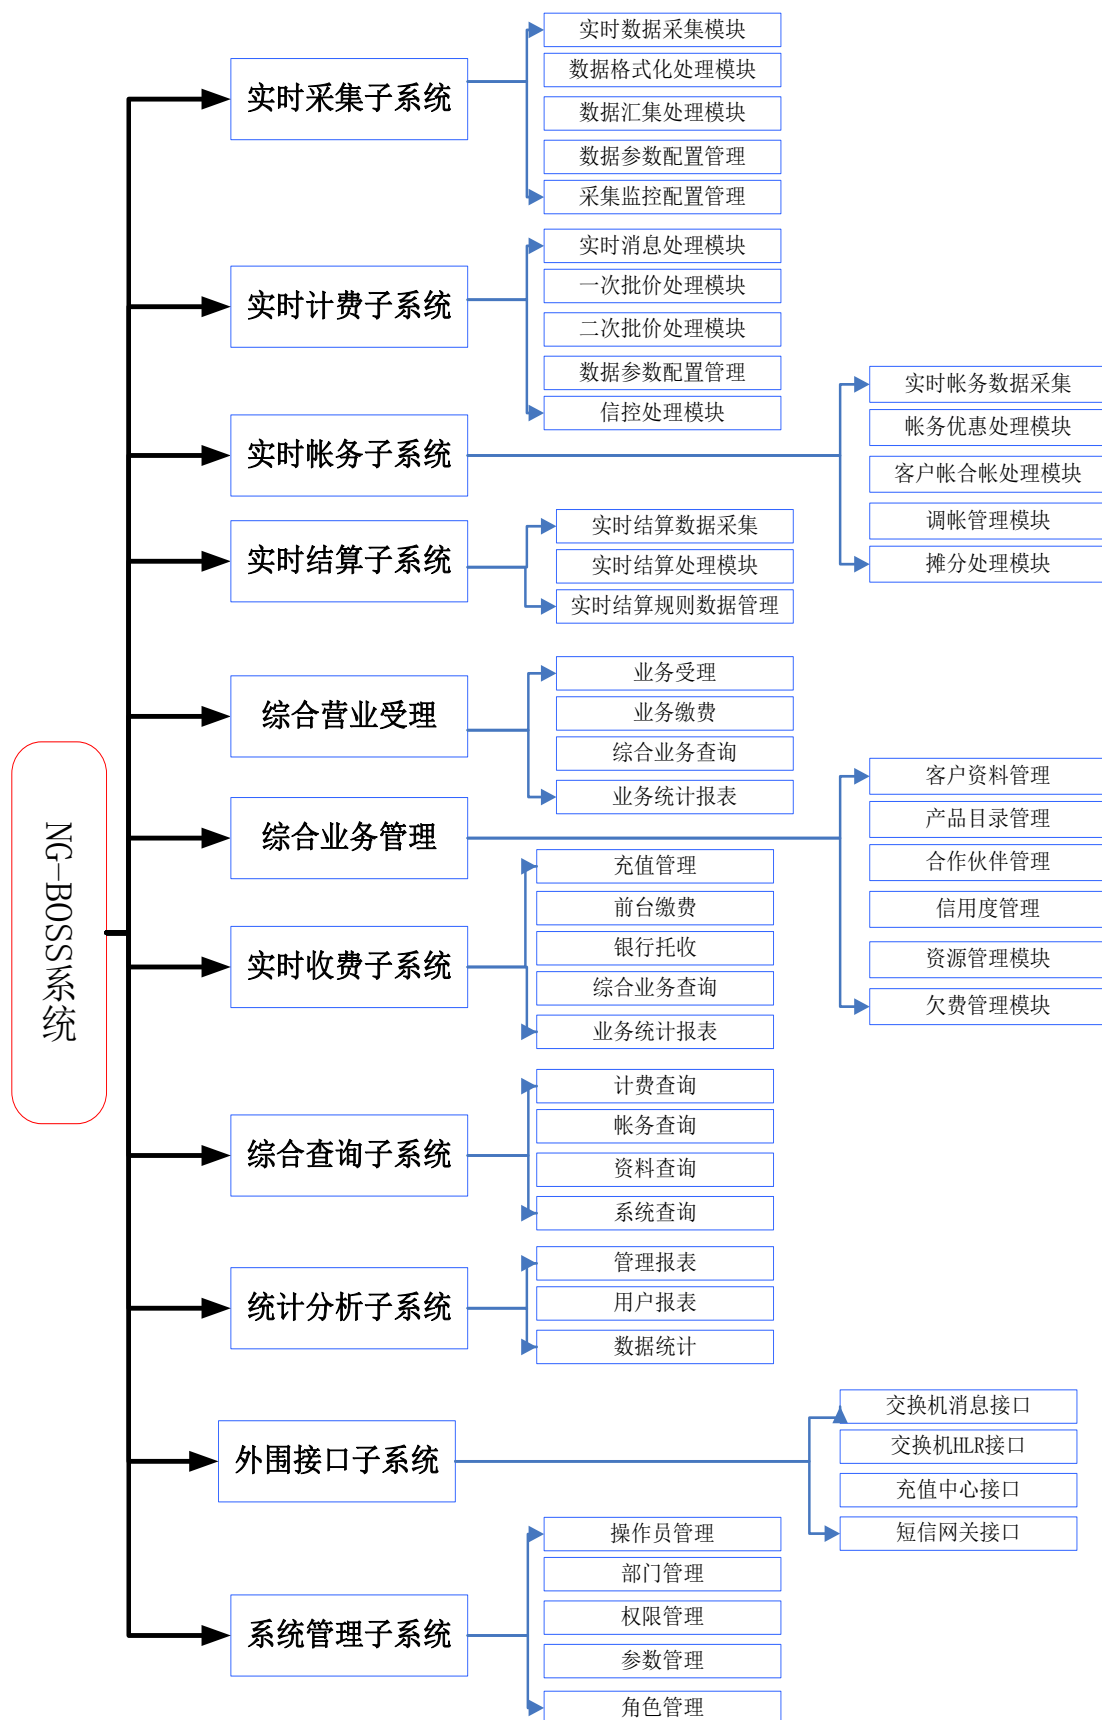 NG-BOSS系统
实时采集子系统
实时数据采集模块
数据格式化处理模块
数据汇集处理模块
数据参数配置管理
采集监控配置管理
实时计费子系统
实时消息处理模块
一次批价处理模块
二次批价处理模块
数据参数配置管理
信控处理模块
实时帐务子系统
实时帐务数据采集
帐务优惠处理模块
客户帐合帐处理模块
调帐管理模块
摊分处理模块
实时结算子系统
实时结算数据采集
实时结算处理模块
实时结算规则数据管理
综合营业受理
业务受理
业务缴费
综合业务查询
业务统计报表
综合业务管理
客户资料管理
产品目录管理
合作伙伴管理
信用度管理
资源管理模块
欠费管理模块
实时收费子系统
充值管理
前台缴费
银行托收
综合业务查询
业务统计报表
综合查询子系统
计费查询
帐务查询
资料查询
系统查询
统计分析子系统
管理报表
用户报表
数据统计
外围接口子系统
交换机消息接口
交换机HLR接口
充值中心接口
短信网关接口
系统管理子系统
操作员管理
部门管理
权限管理
参数管理
角色管理